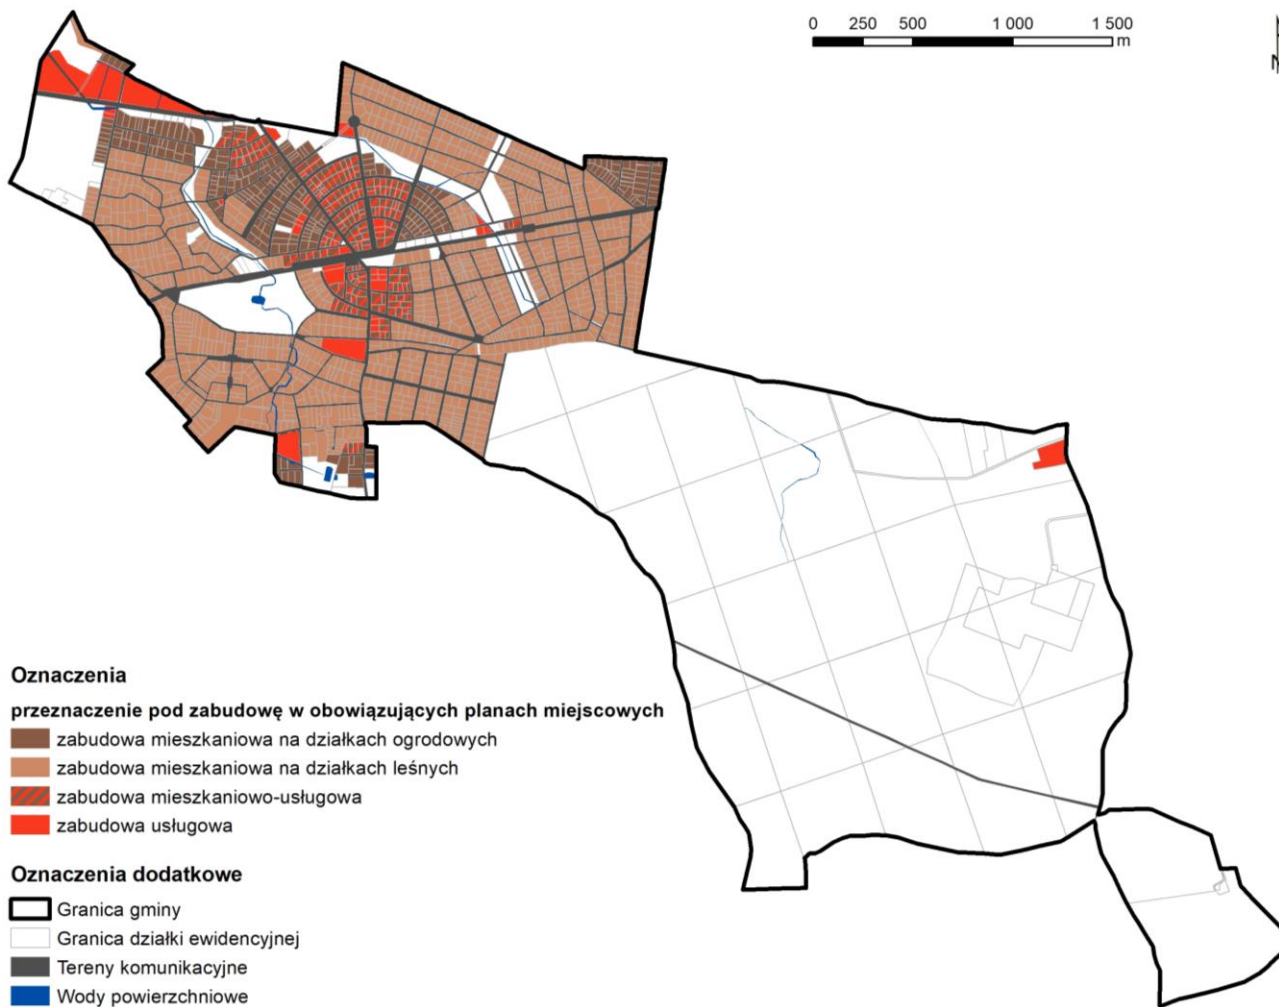 0 250 500 1 000 1 500
m
N
Oznaczenia
przeznaczenie pod zabudowę w obowiązujących planach miejscowych
zabudowa mieszkaniowa na działkach ogrodowych
zabudowa mieszkaniowa na działkach leśnych
zabudowa mieszkaniowo-usługowa
zabudowa usługowa
Oznaczenia dodatkowe
Granica gminy
Granica działki ewidencyjnej
Tereny komunikacyjne
Wody powierzchniowe